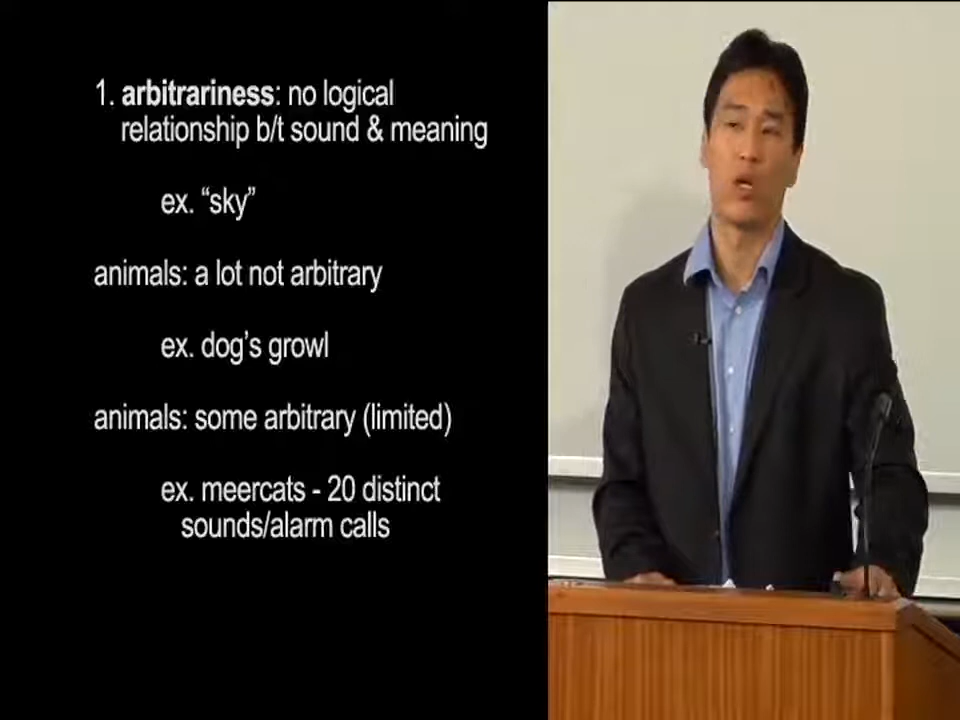 1. arbitrariness: no logical
relationship b/t sound & meaning
ex. “sky”
animals: a lot not arbitrary
ex. dog’s growl
animals: some arbitrary (limited)
ex. meercats - 20 distinct
sounds/alarm calls